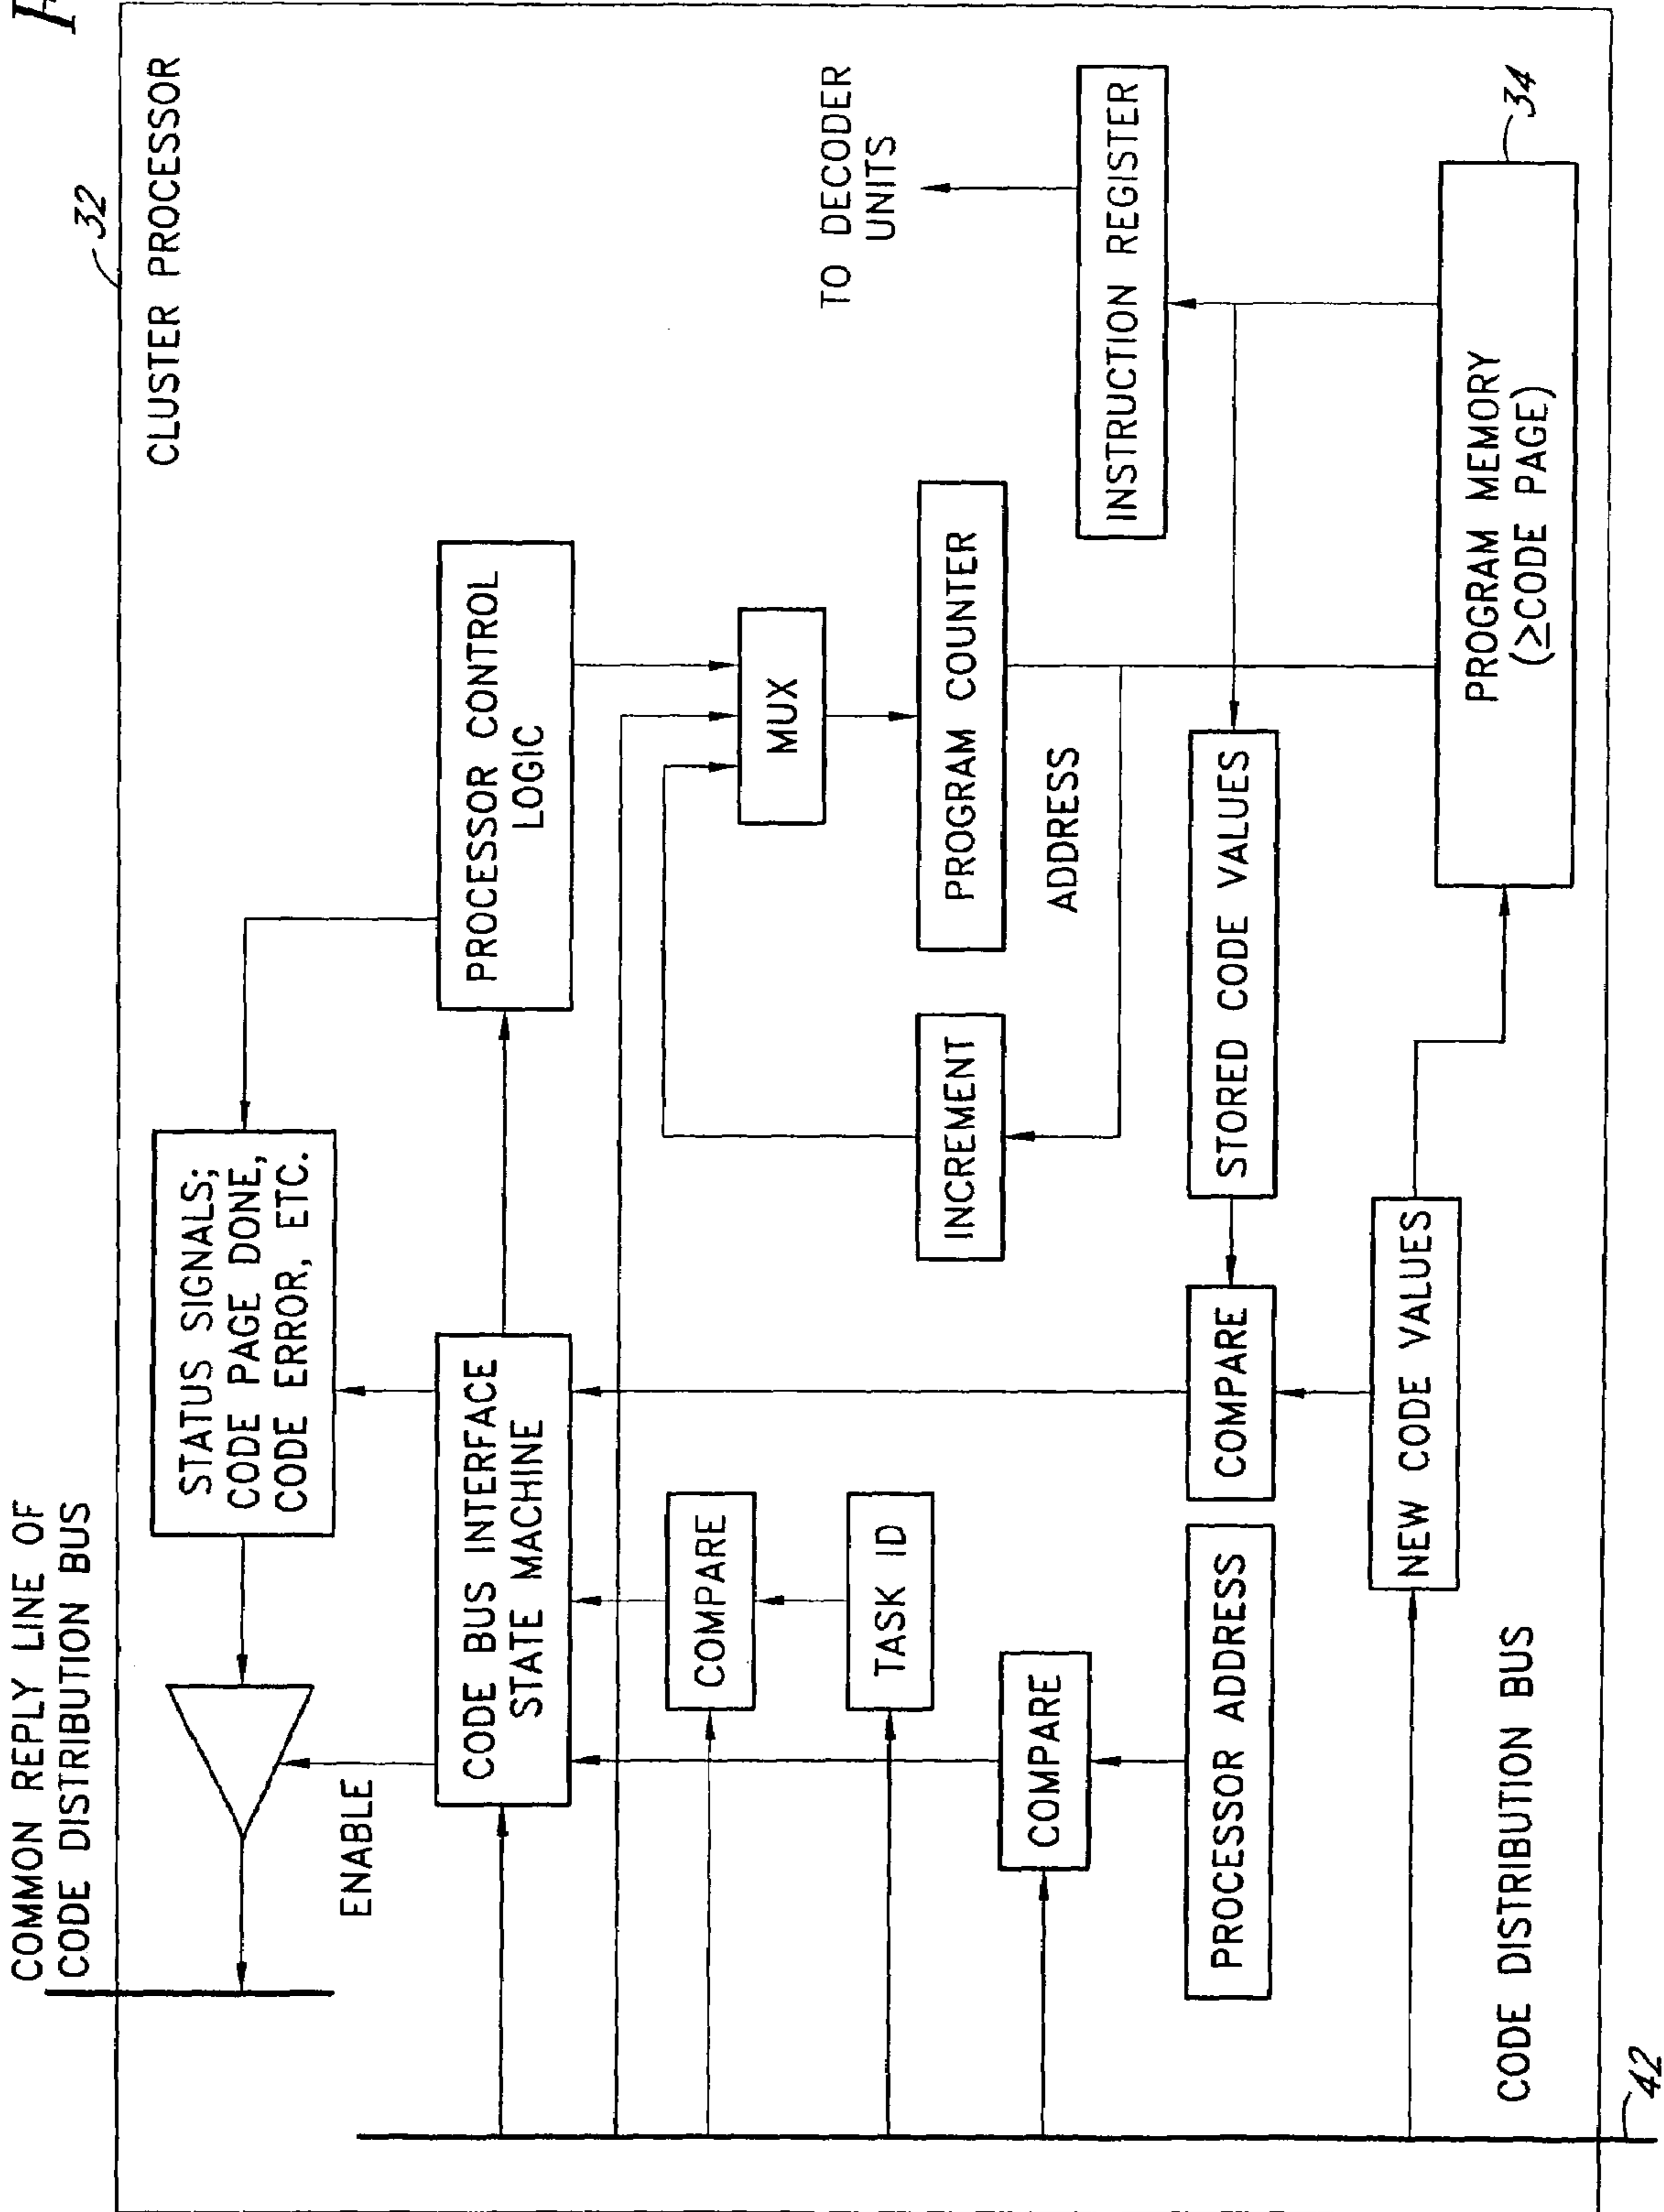 F
32
CLUSTER PROCESSOR
COMMON REPLY LINE OF
CODE DISTRIBUTION BUS
STATUS SIGNALS;
CODE PAGE DONE,
CODE ERROR, ETC.
ENABLE
CODE BUS INTERFACE
STATE MACHINE
PROCESSOR CONTROL
LOGIC
COMPARE
TASK ID
MUX
TO DECODER
UNITS
INCREMENT
PROGRAM COUNTER
COMPARE
ADDRESS
INSTRUCTION REGISTER
PROCESSOR ADDRESS
COMPARE
STORED CODE VALUES
NEW CODE VALUES
PROGRAM MEMORY
(≥CODE PAGE)
34
CODE DISTRIBUTION BUS
42